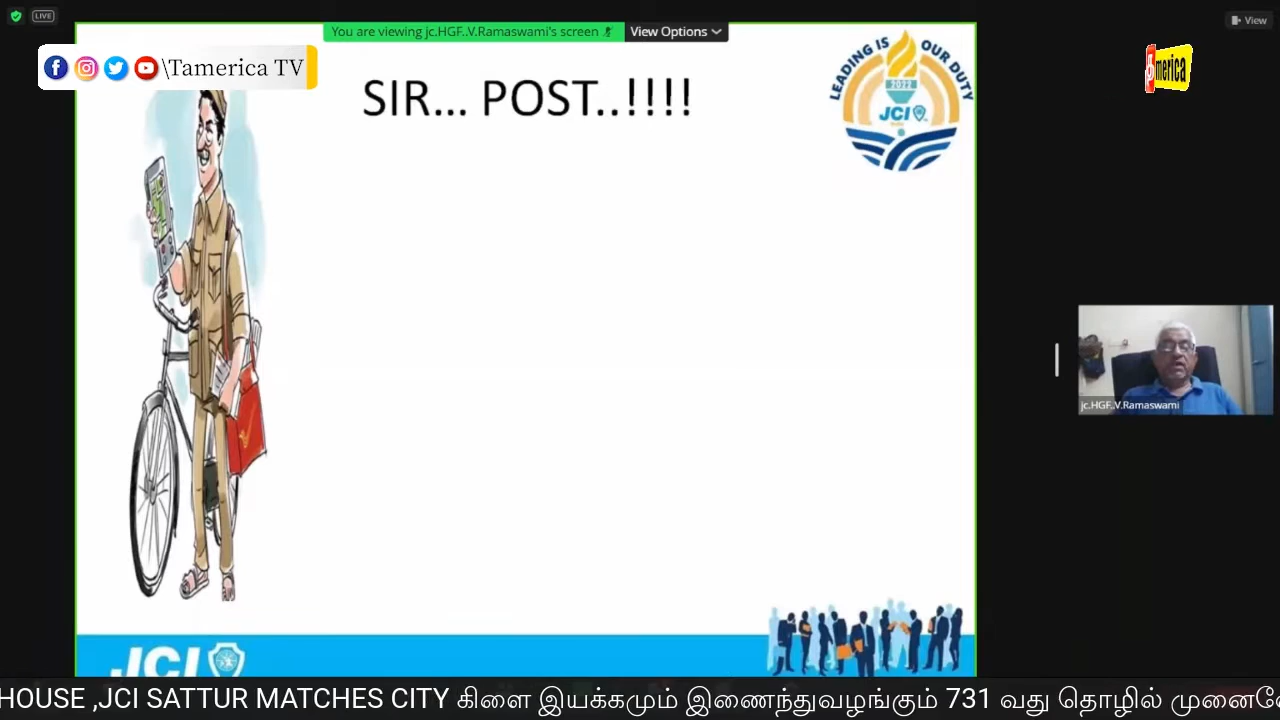 LIVE
You are viewing jc.HGF..V.Ramaswami's screen
View Options
View
\Tamerica TV
SIR... POST..!!!!
LEADING IS OUR DUTY
2022
JCI
merica
jc.HGF..V.Ramaswami
JCI
HOUSE ,JCI SATTUR MATCHES CITY கிளை இயக்கமும் இணைந்துவழங்கும் 731 வது தொழில்